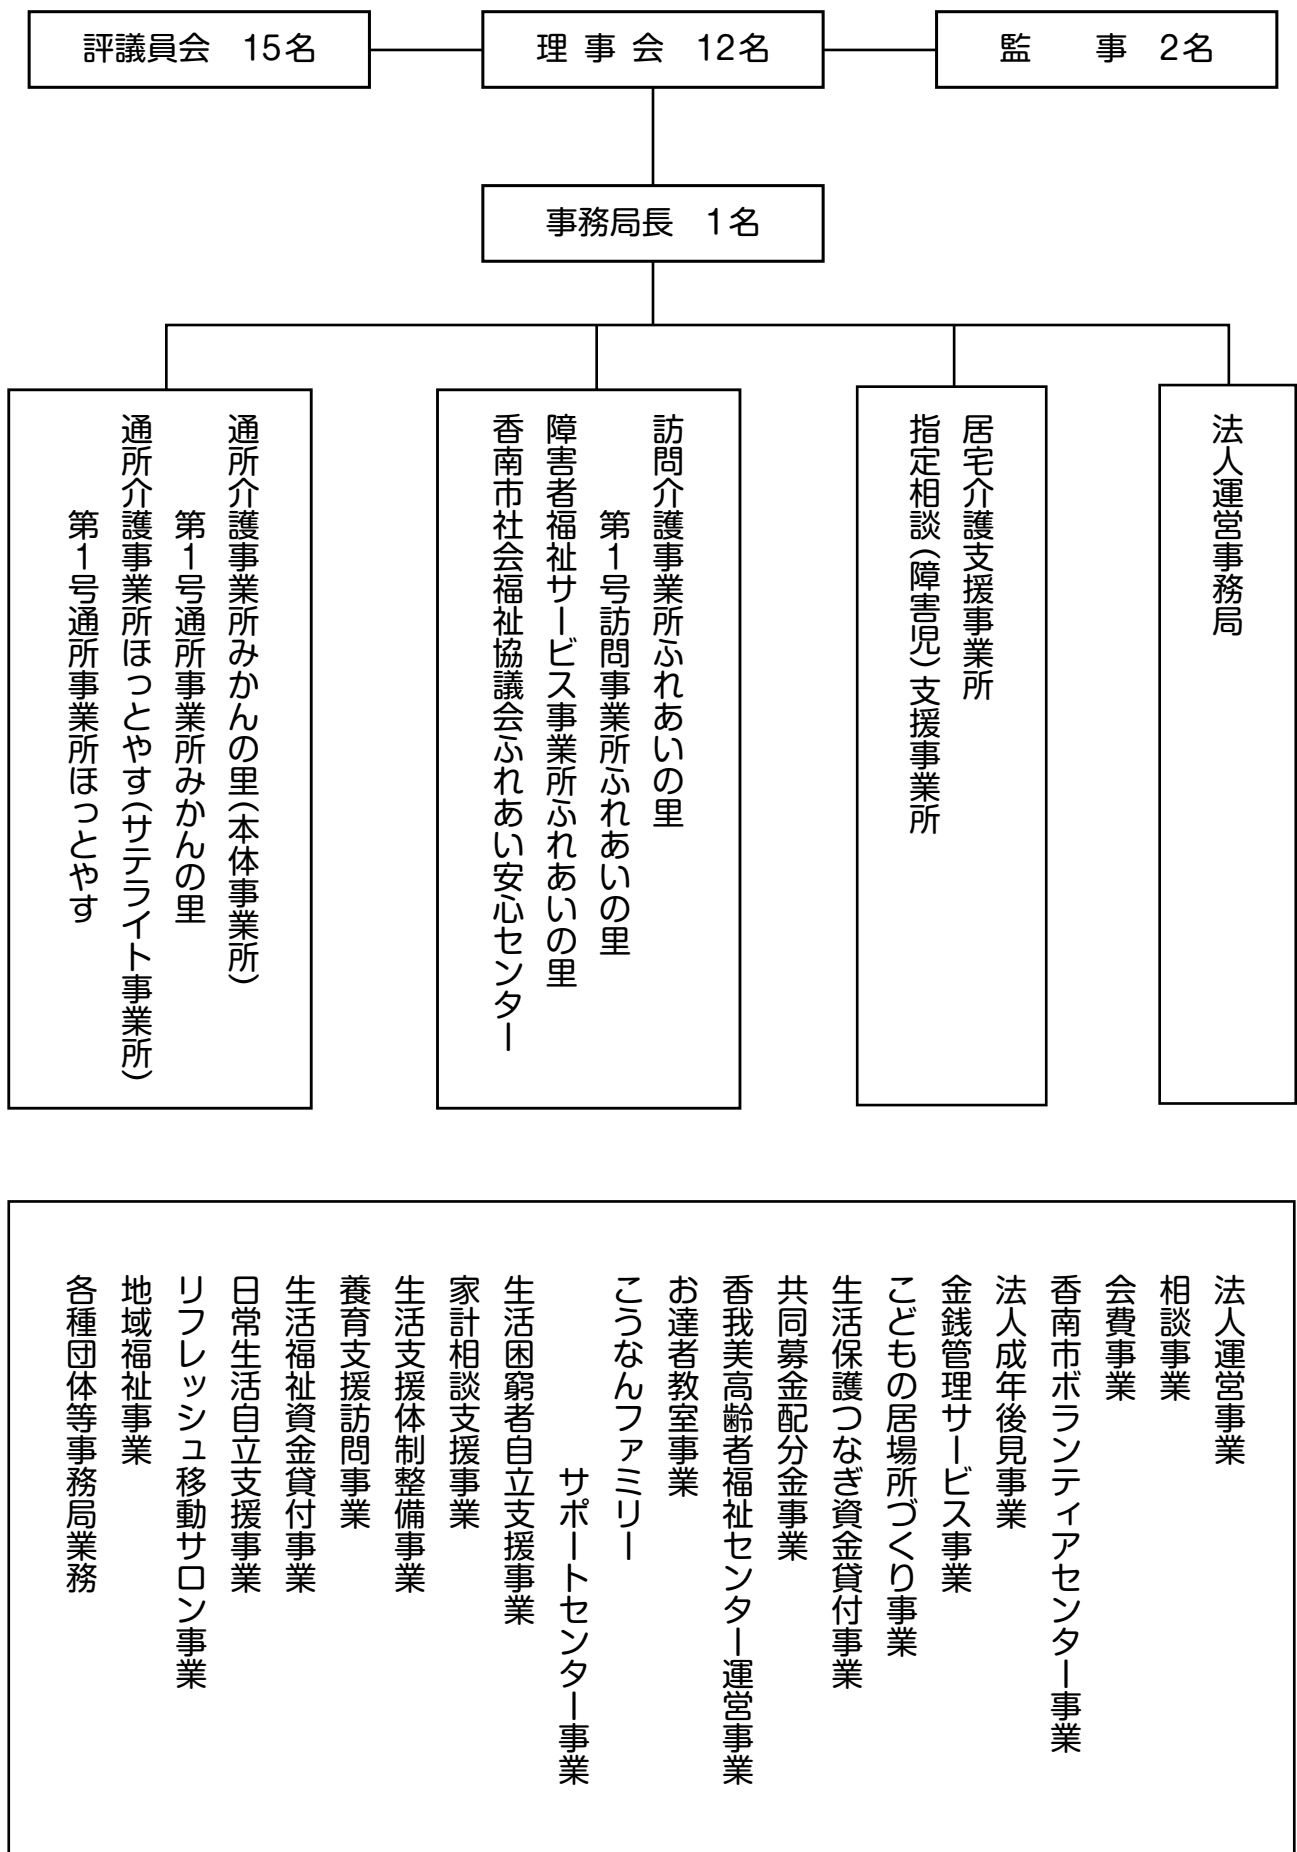 評議員会　15名
理 事 会　12名
監　　事　2名
事務局長　1名
法人運営事務局
居宅介護支援事業所
指定相談（障害児）支援事業所
訪問介護事業所ふれあいの里
第1号訪問事業所ふれあいの里
障害者福祉サービス事業所ふれあいの里
香南市社会福祉協議会ふれあい安心センター
通所介護事業所みかんの里（本体事業所）
第1号通所事業所みかんの里
通所介護事業所ほっとやす（サテライト事業所）
第1号通所事業所ほっとやす
法人運営事業
相談事業
会費事業
香南市ボランティアセンター事業
法人成年後見事業
金銭管理サービス事業
こどもの居場所づくり事業
生活保護つなぎ資金貸付事業
共同募金配分金事業
香我美高齢者福祉センター運営事業
お達者教室事業
こうなんファミリー
サポートセンター事業
生活困窮者自立支援事業
家計相談支援事業
生活支援体制整備事業
養育支援訪問事業
生活福祉資金貸付事業
日常生活自立支援事業
リフレッシュ移動サロン事業
地域福祉事業
各種団体等事務局業務